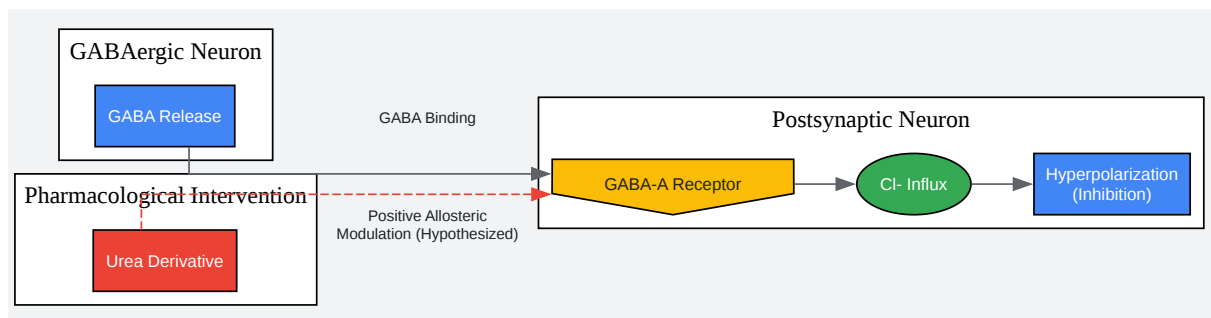 GABAergic Neuron
GABA Release
GABA Binding
Postsynaptic Neuron
GABA-A Receptor
Cl- Influx
Hyperpolarization
(Inhibition)
Pharmacological Intervention
Positive Allosteric
Modulation (Hypothesized)
Urea Derivative